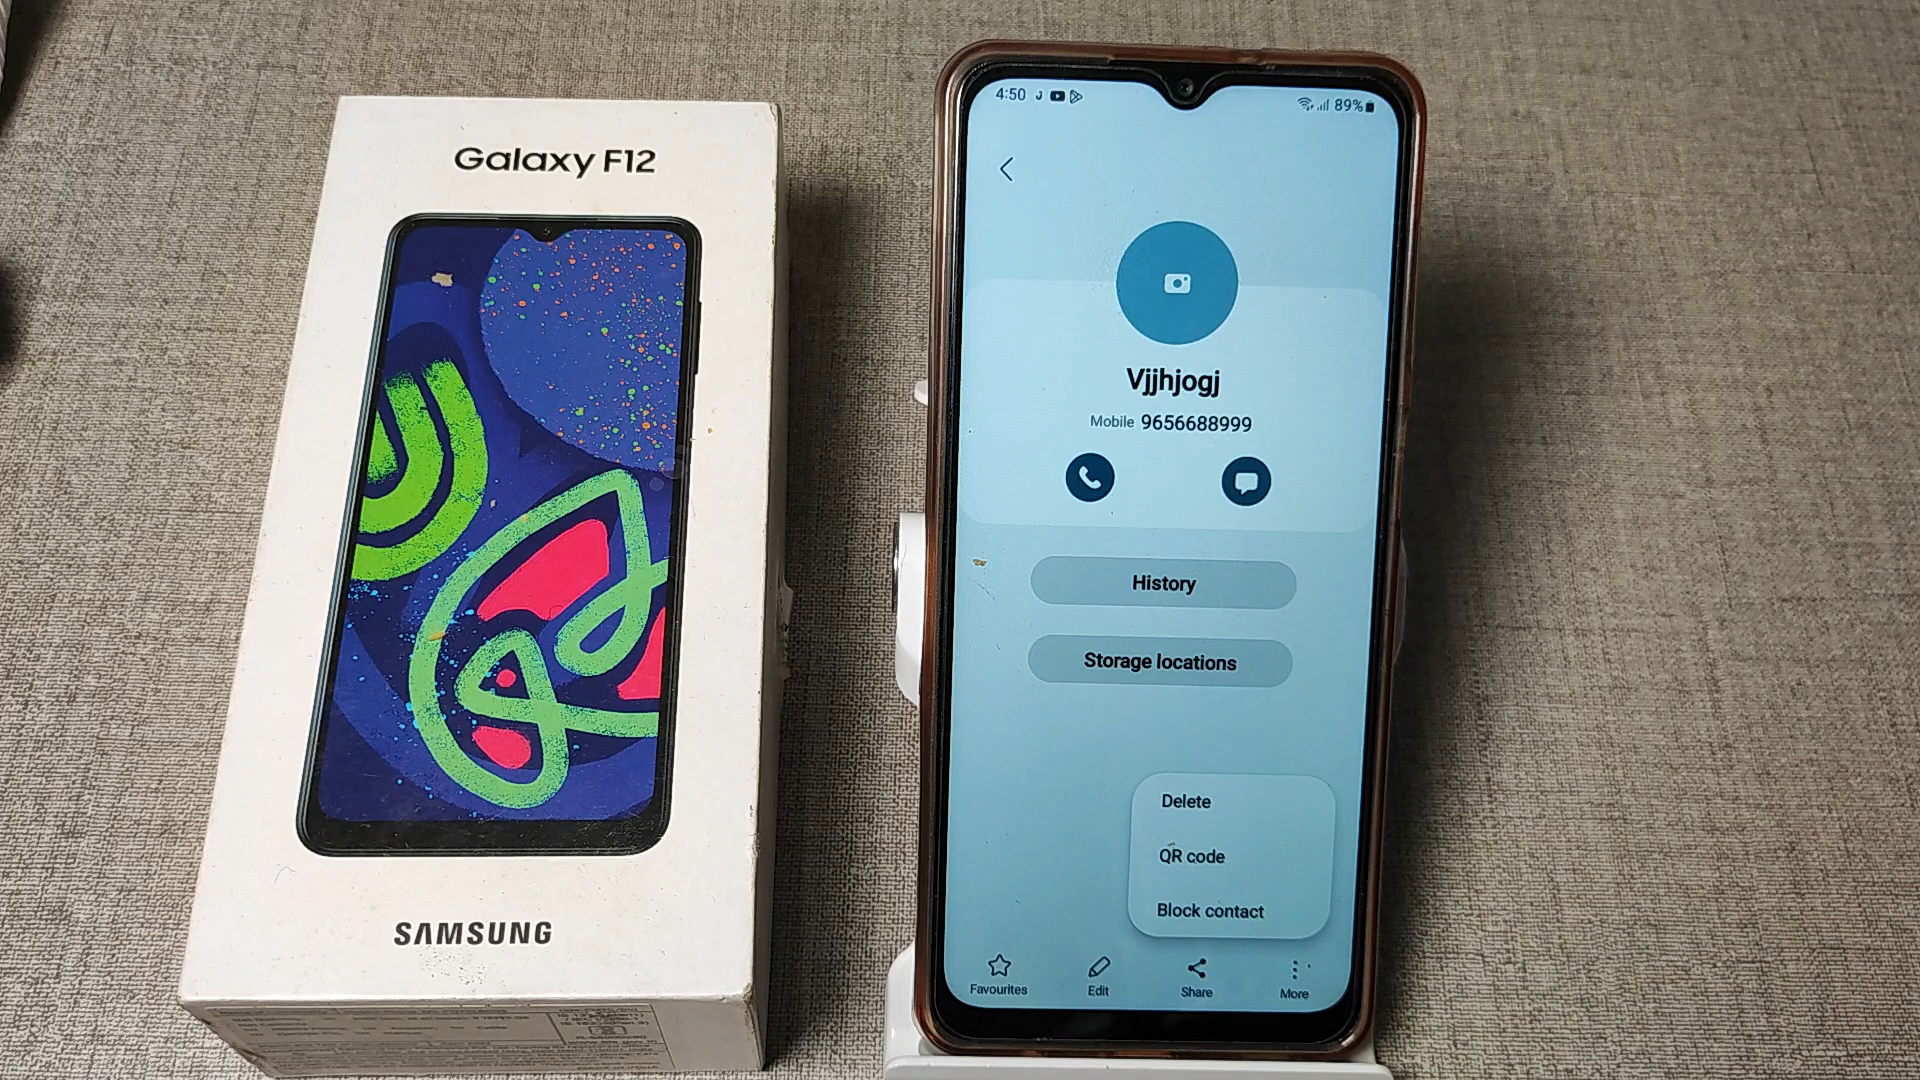 Galaxy F12
SAMSUNG
4:50
89%
Vjjhjogj
Mobile 9656688999
History
Storage locations
Delete
QR code
Block contact
Favourites
Edit
Share
More